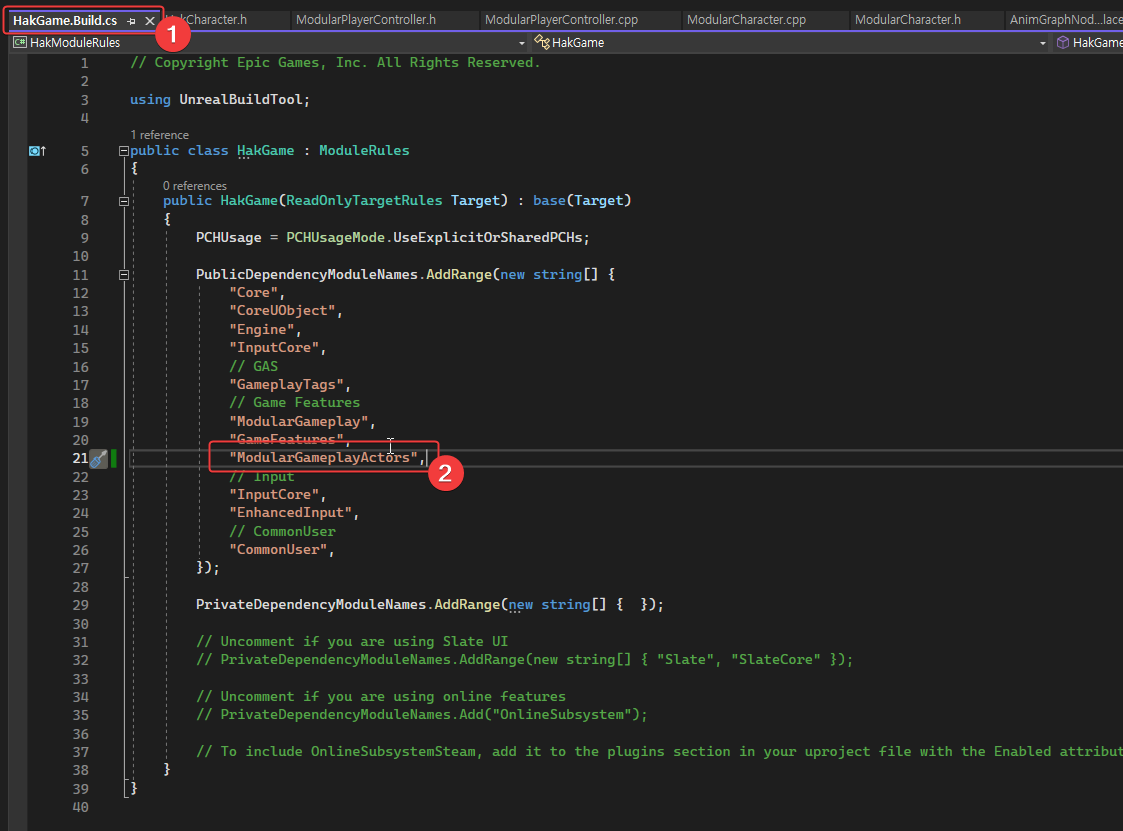 HakGame.Build.cs
Character.h
ModularPlayerController.h
ModularPlayerController.cpp
ModularCharacter.cpp
ModularCharacter.h
AnimGraphNod...lace
1
C# HakModuleRules
HakGame
HakGame
1 // Copyright Epic Games, Inc. All Rights Reserved.
2
3 using UnrealBuildTool;
4
1 reference
5 public class HakGame : ModuleRules
6 {
0 references
7 public HakGame(ReadOnlyTargetRules Target) : base(Target)
8 {
9 PCHUsage = PCHUsageMode.UseExplicitOrSharedPCHs;
10
11 PublicDependencyModuleNames.AddRange(new string[] {
12 "Core",
13 "CoreUObject",
14 "Engine",
15 "InputCore",
16 // GAS
17 "GameplayTags",
18 // Game Features
19 "ModularGameplay",
20 "GameFeatures",
21 "ModularGameplayActors",
2
22 // Input
23 "InputCore",
24 "EnhancedInput",
25 // CommonUser
26 "CommonUser",
27 });
28
29 PrivateDependencyModuleNames.AddRange(new string[] { });
30
31 // Uncomment if you are using Slate UI
32 // PrivateDependencyModuleNames.AddRange(new string[] { "Slate", "SlateCore" });
33
34 // Uncomment if you are using online features
35 // PrivateDependencyModuleNames.Add("OnlineSubsystem");
36
37 // To include OnlineSubsystemSteam, add it to the plugins section in your uproject file with the Enabled attribut
38 }
39 }
40